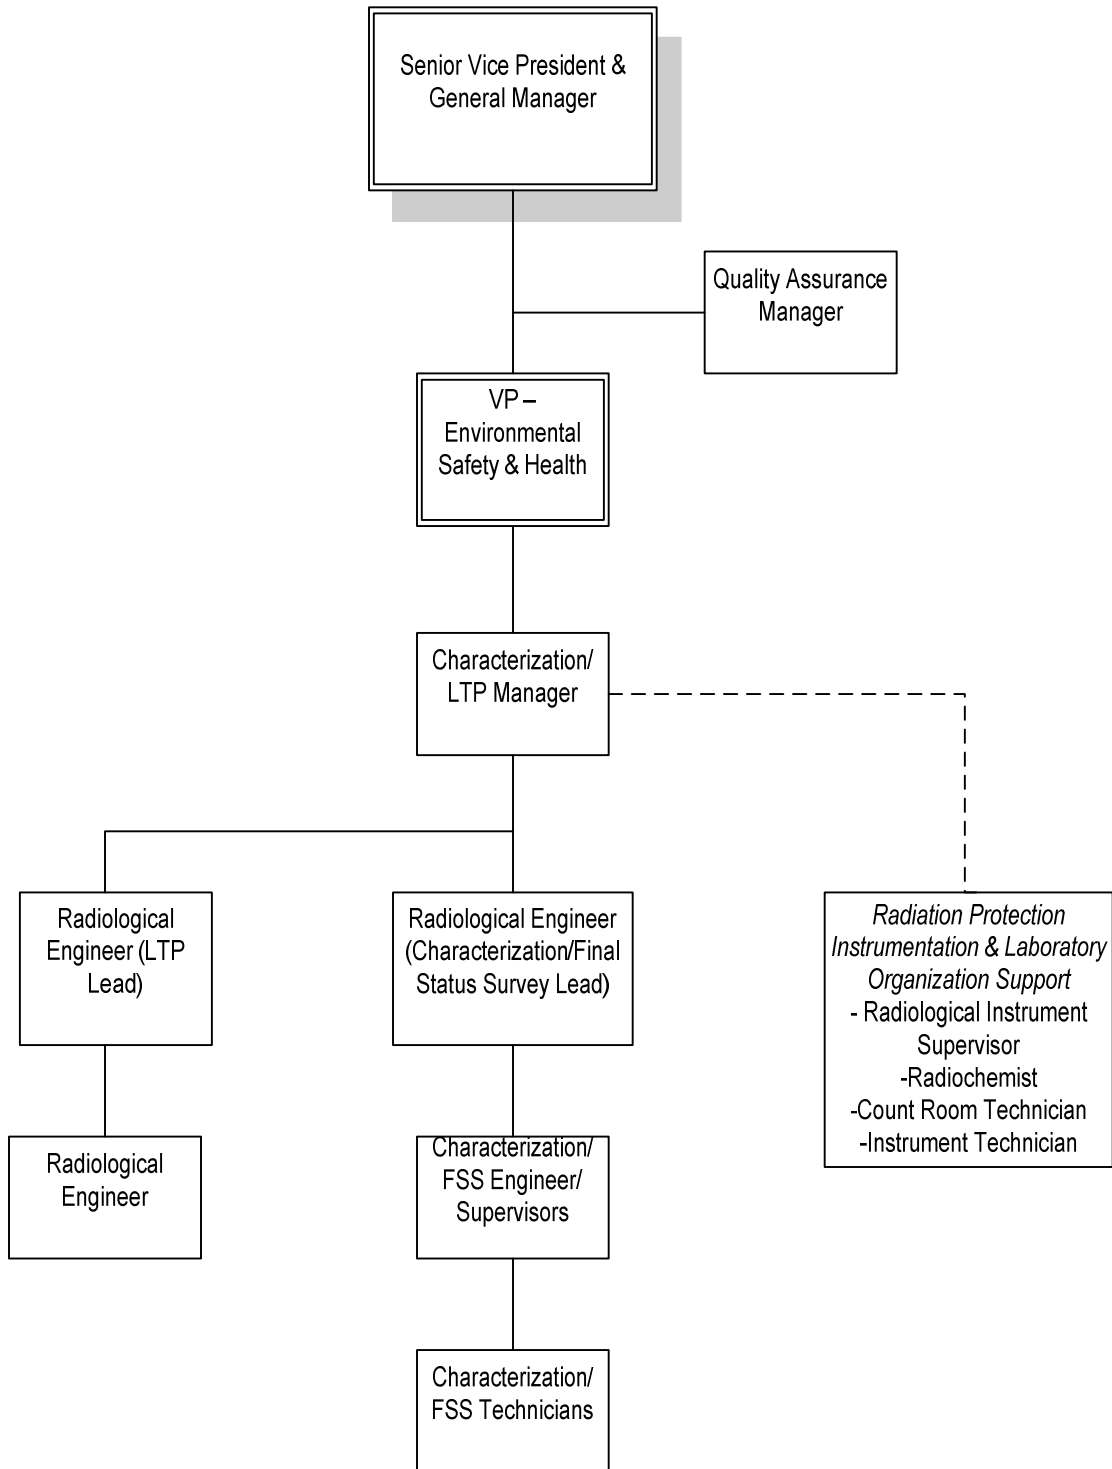 Senior Vice President &
General Manager
Quality Assurance
Manager
VP –
Environmental
Safety & Health
Characterization/
LTP Manager
Radiological
Engineer (LTP
Lead)
Radiological Engineer
(Characterization/Final
Status Survey Lead)
Radiation Protection
Instrumentation & Laboratory
Organization Support
- Radiological Instrument
Supervisor
-Radiochemist
-Count Room Technician
-Instrument Technician
Radiological
Engineer
Characterization/
FSS Engineer/
Supervisors
Characterization/
FSS Technicians